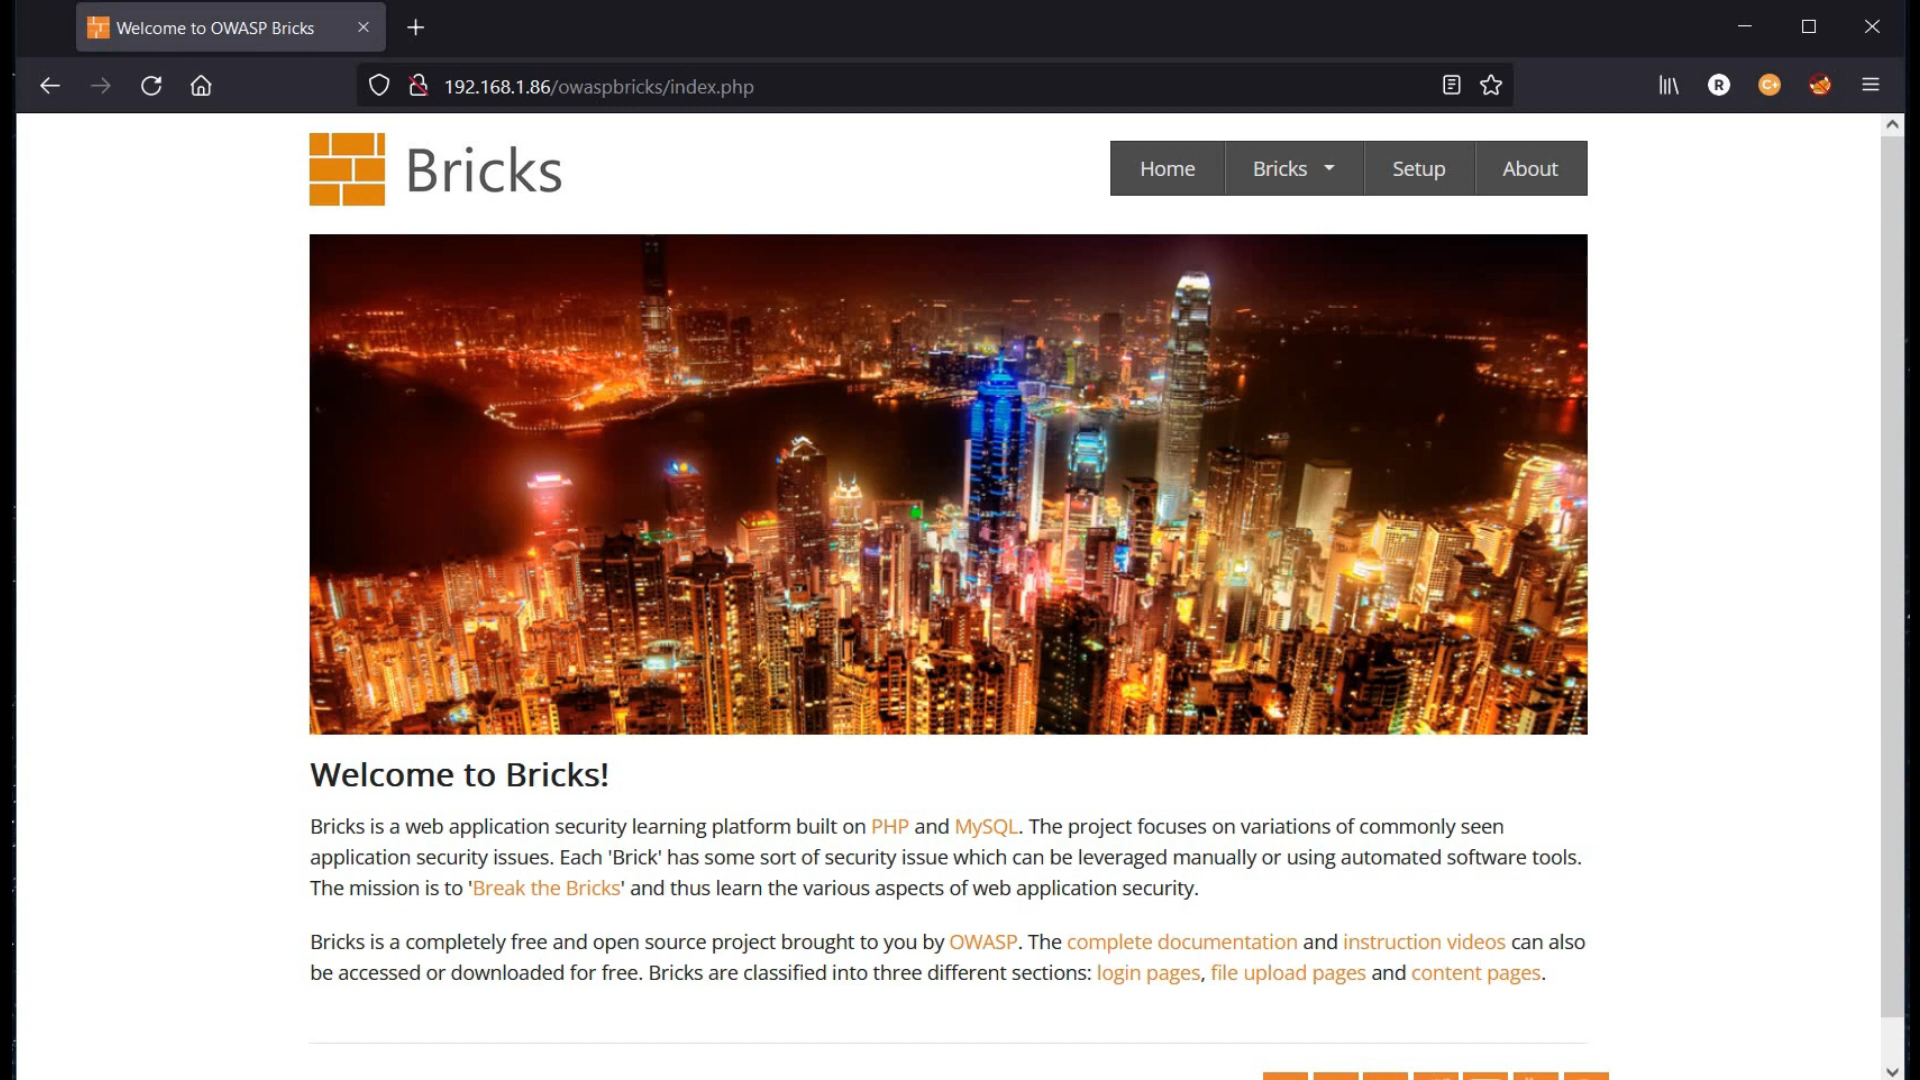 Welcome to OWASP Bricks
192.168.1.86/owaspbricks/index.php
R
C+
Bricks
Home
Bricks
Setup
About
Welcome to Bricks!
Bricks is a web application security learning platform built on PHP and MySQL. The project focuses on variations of commonly seen
application security issues. Each 'Brick' has some sort of security issue which can be leveraged manually or using automated software tools.
The mission is to 'Break the Bricks' and thus learn the various aspects of web application security.
Bricks is a completely free and open source project brought to you by OWASP. The complete documentation and instruction videos can also
be accessed or downloaded for free. Bricks are classified into three different sections: login pages, file upload pages and content pages.